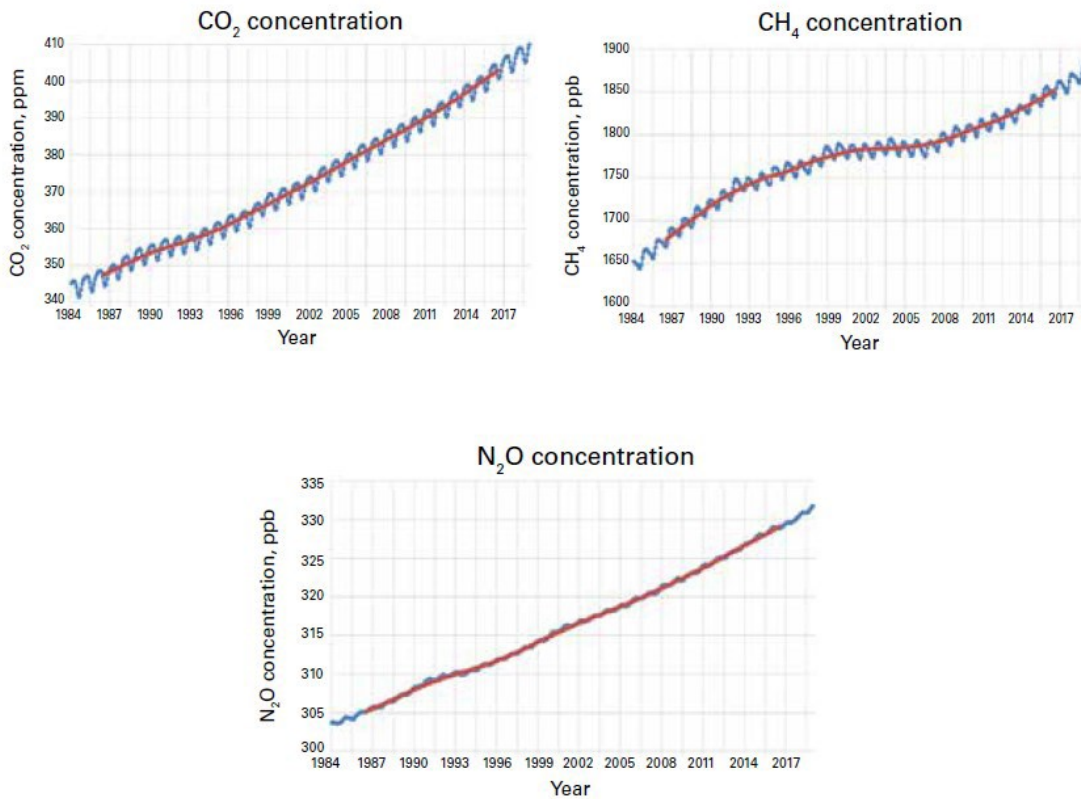 CO₂ concentration
CO₂ concentration, ppm
410
400
390
380
370
360
350
340
1984 1987 1990 1993 1996 1999 2002 2005 2008 2011 2014 2017
Year
CH₄ concentration
CH₄ concentration, ppb
1900
1850
1800
1750
1700
1650
1600
1984 1987 1990 1993 1996 1999 2002 2005 2008 2011 2014 2017
Year
N₂O concentration
N₂O concentration, ppb
335
330
325
320
315
310
305
300
1984 1987 1990 1993 1996 1999 2002 2005 2008 2011 2014 2017
Year